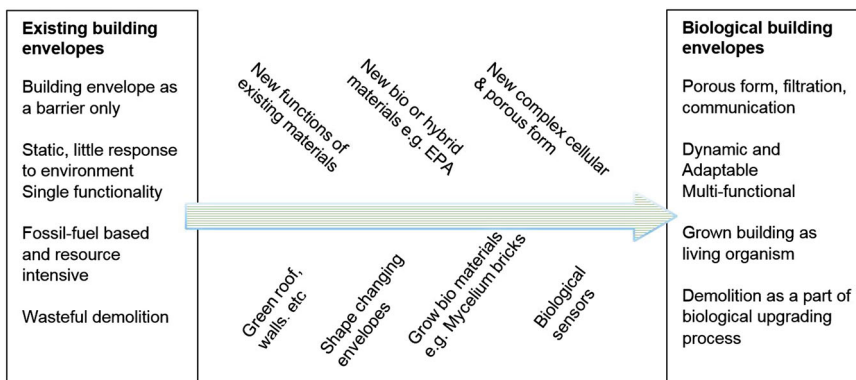 Existing building
envelopes
Building envelope as
a barrier only
Static, little response
to environment
Single functionality
Fossil-fuel based
and resource
intensive
Wasteful demolition
New functions of
existing materials
New bio or hybrid
materials e.g. EPA
New complex cellular
& porous form
Green roof,
walls. etc
Shape changing
envelopes
Grow bio materials
e.g. Mycelium bricks
Biological
sensors
Biological building
envelopes
Porous form, filtration,
communication
Dynamic and
Adaptable
Multi-functional
Grown building as
living organism
Demolition as a part of
biological upgrading
process